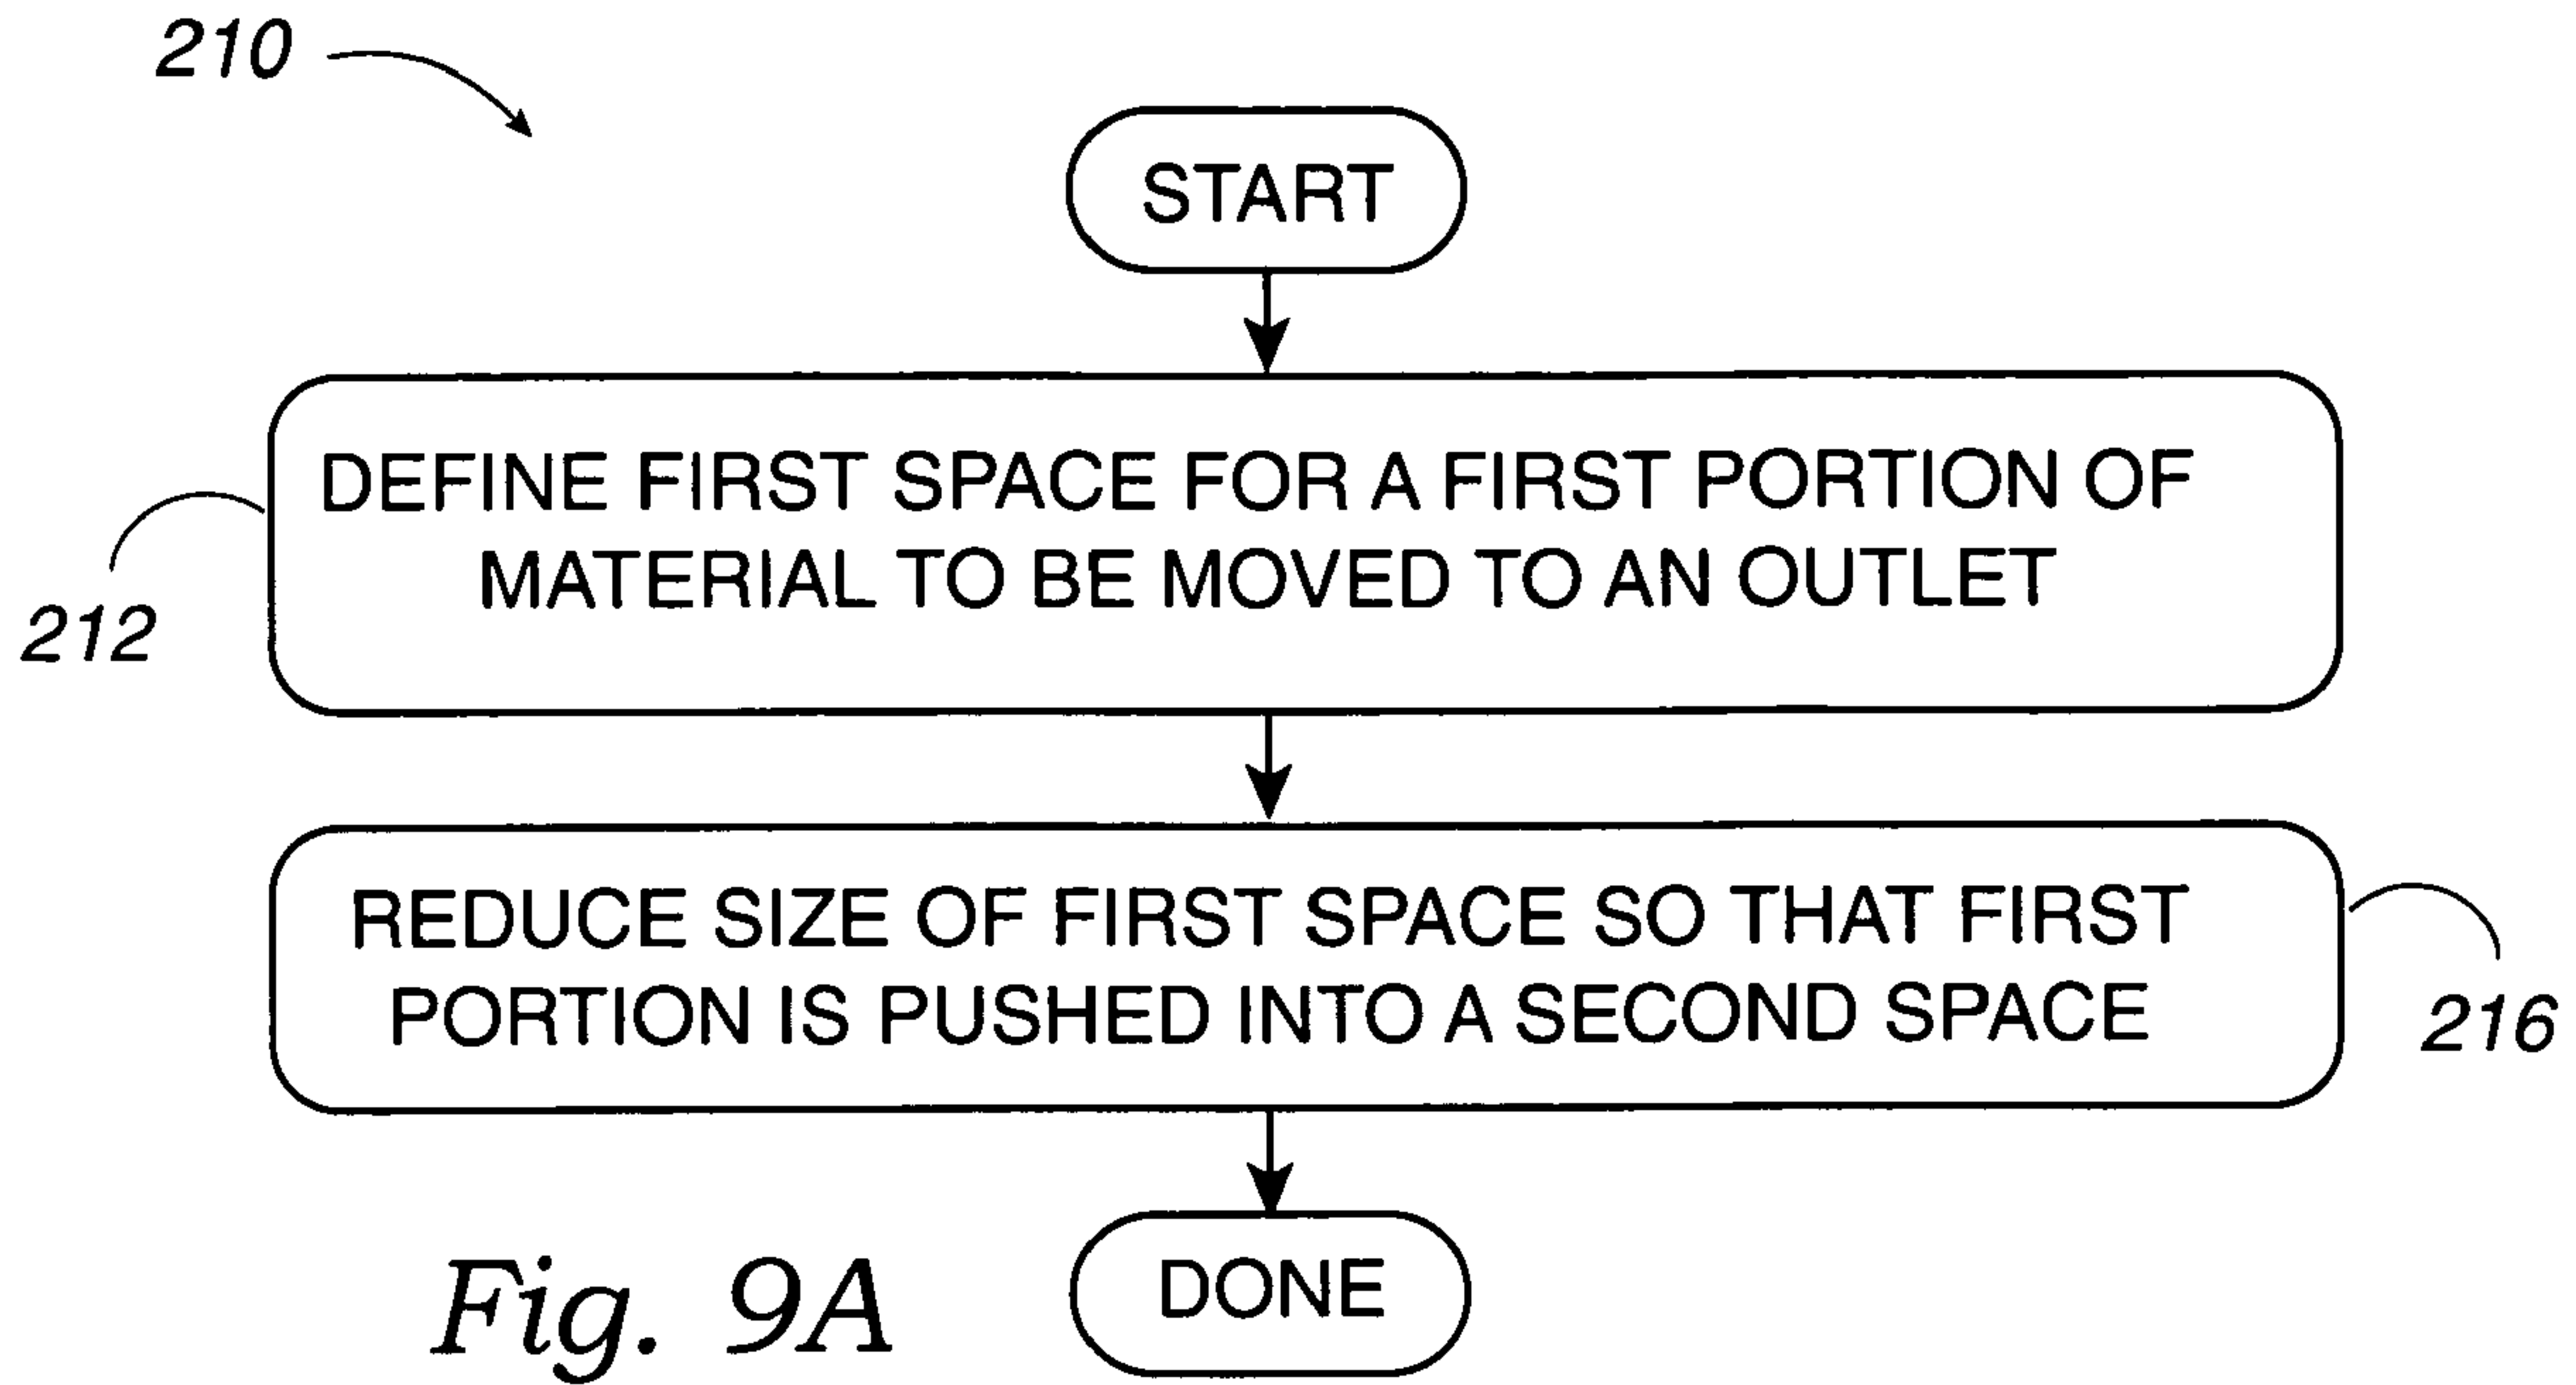 210
START
DEFINE FIRST SPACE FOR A FIRST PORTION OF
MATERIAL TO BE MOVED TO AN OUTLET
212
REDUCE SIZE OF FIRST SPACE SO THAT FIRST
PORTION IS PUSHED INTO A SECOND SPACE
216
DONE
Fig. 9A